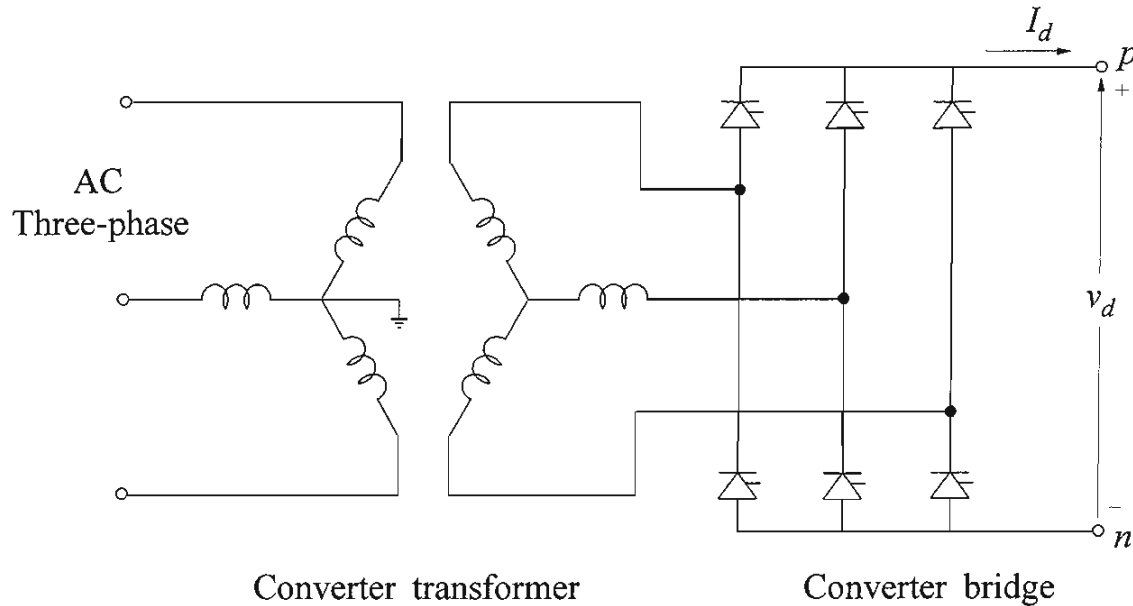 I_d
p
+
AC
Three-phase
v_d
−
n
Converter transformer
Converter bridge